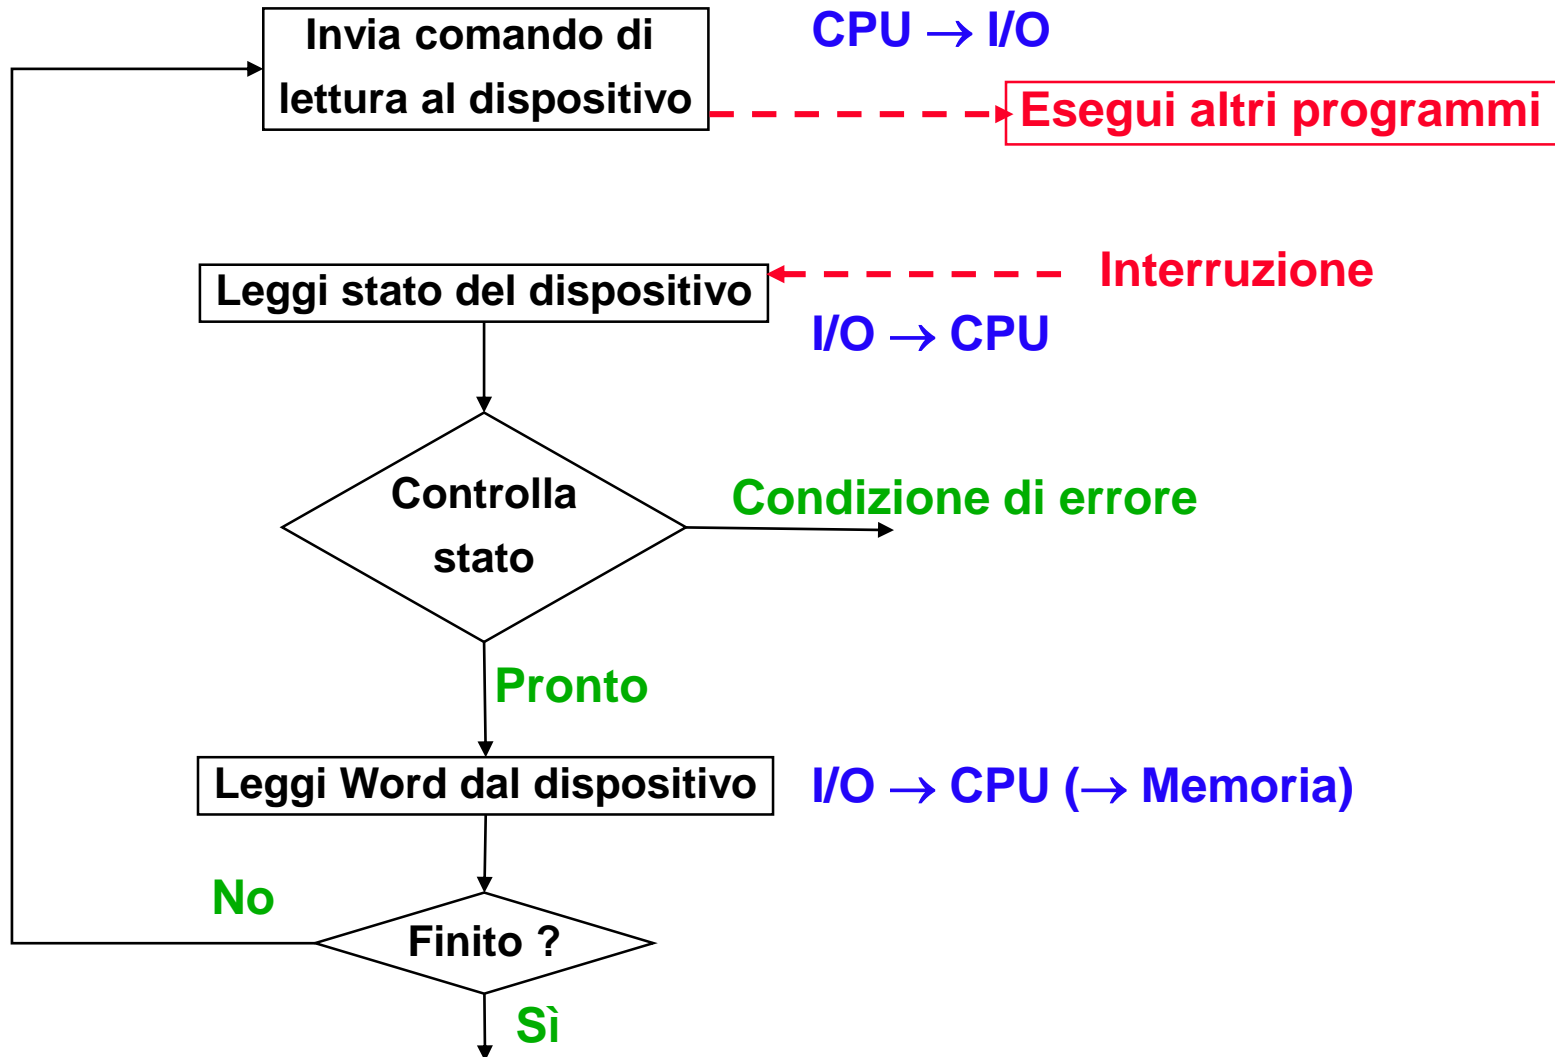 Invia comando di
lettura al dispositivo
CPU → I/O
Esegui altri programmi
Leggi stato del dispositivo
Interruzione
I/O → CPU
Controlla
stato
Condizione di errore
Pronto
Leggi Word dal dispositivo
I/O → CPU (→ Memoria)
No
Finito ?
Sì